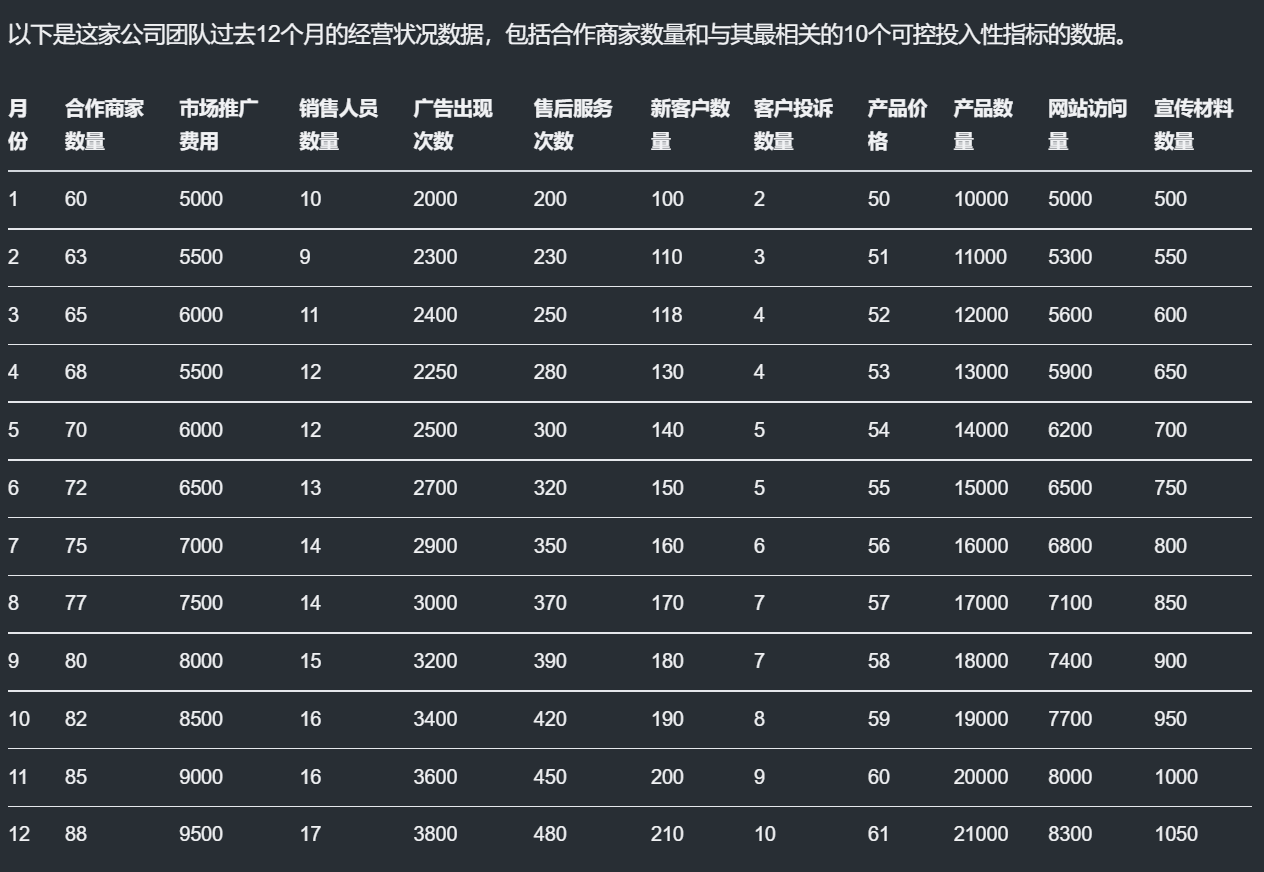 以下是这家公司团队过去12个月的经营状况数据，包括合作商家数量和与其最相关的10个可控投入性指标的数据。
月份 合作商家数量 市场推广费用 销售人员数量 广告出现次数 售后服务次数 新客户数量 客户投诉数量 产品价格 产品数量 网站访问量 宣传材料数量
1 60 5000 10 2000 200 100 2 50 10000 5000 500
2 63 5500 9 2300 230 110 3 51 11000 5300 550
3 65 6000 11 2400 250 118 4 52 12000 5600 600
4 68 5500 12 2250 280 130 4 53 13000 5900 650
5 70 6000 12 2500 300 140 5 54 14000 6200 700
6 72 6500 13 2700 320 150 5 55 15000 6500 750
7 75 7000 14 2900 350 160 6 56 16000 6800 800
8 77 7500 14 3000 370 170 7 57 17000 7100 850
9 80 8000 15 3200 390 180 7 58 18000 7400 900
10 82 8500 16 3400 420 190 8 59 19000 7700 950
11 85 9000 16 3600 450 200 9 60 20000 8000 1000
12 88 9500 17 3800 480 210 10 61 21000 8300 1050